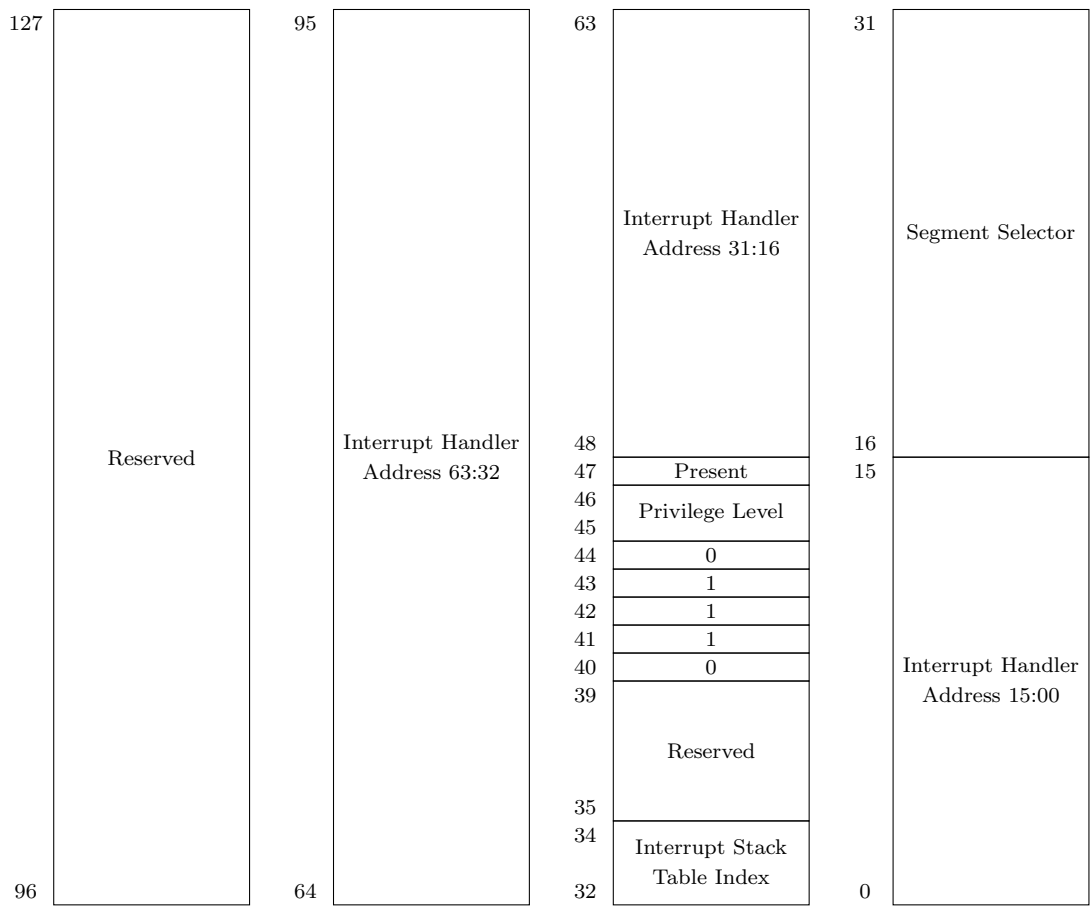 127
Reserved
96
95
Interrupt Handler
Address 63:32
64
63
Interrupt Handler
Address 31:16
48
47 Present
46
Privilege Level
45
44 0
43 1
42 1
41 1
40 0
39
Reserved
35
34
Interrupt Stack
Table Index
32
31
Segment Selector
16
15
Interrupt Handler
Address 15:00
0